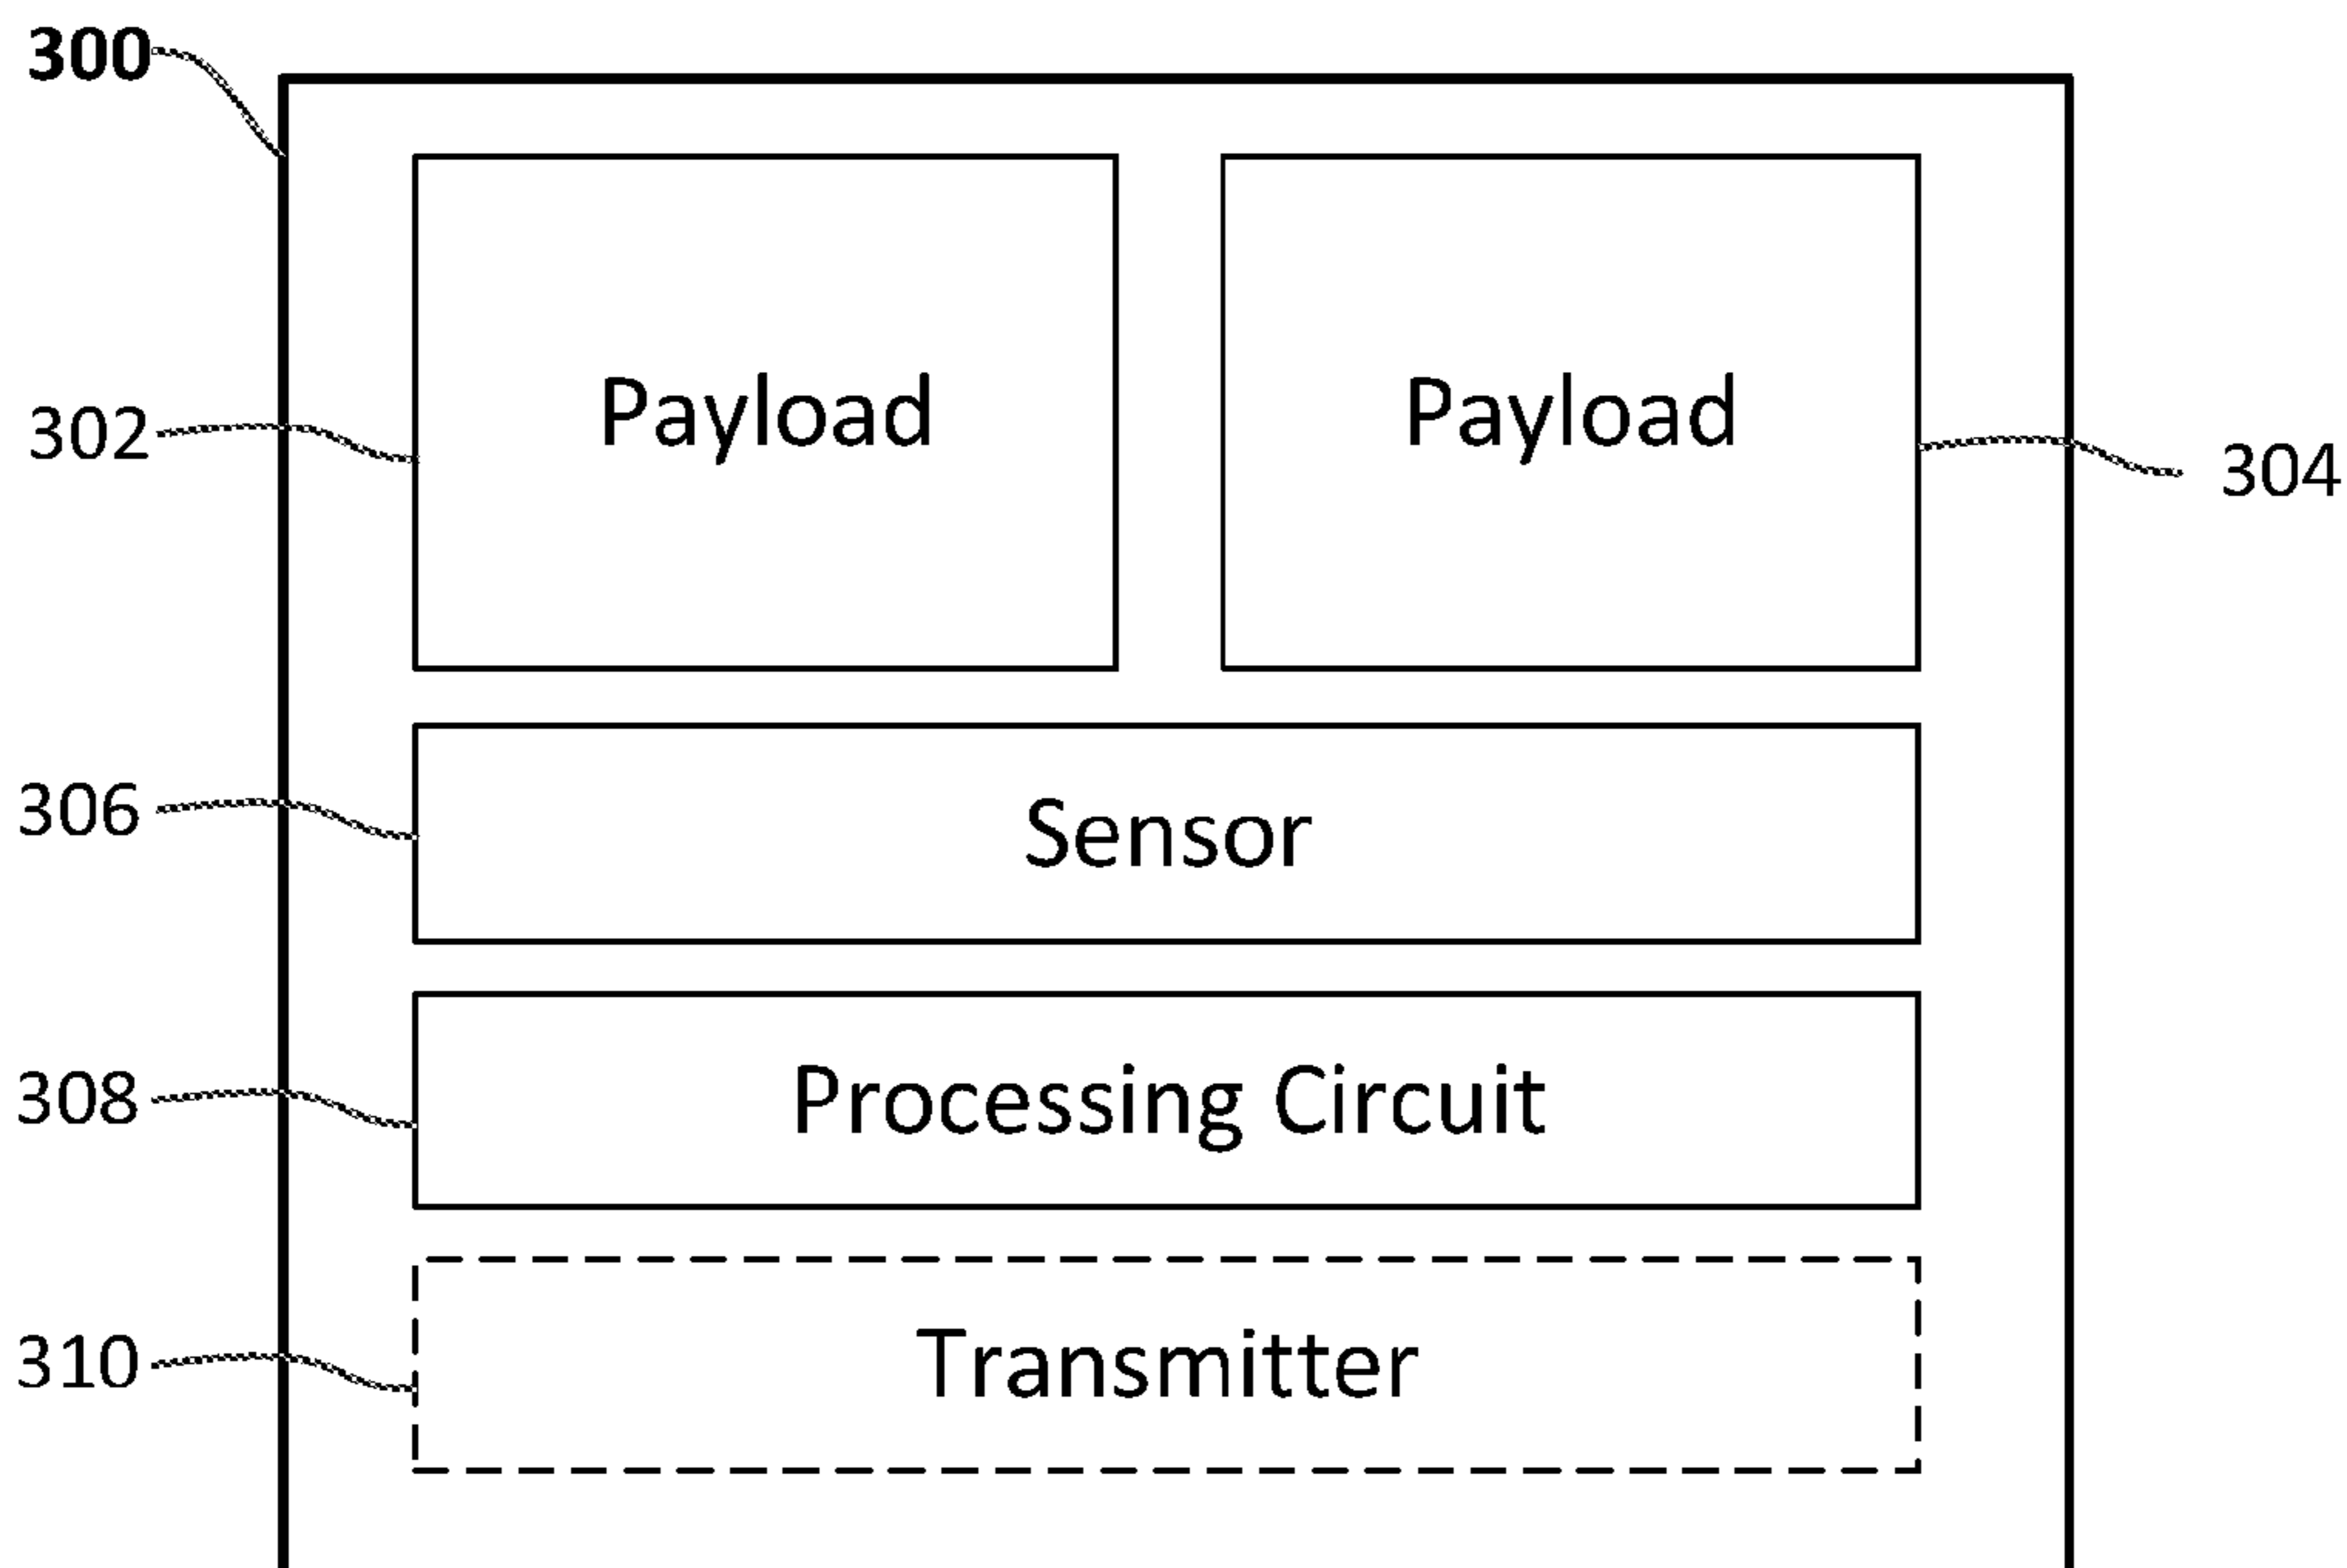 300
Payload
Payload
302
304
Sensor
306
Processing Circuit
308
Transmitter
310